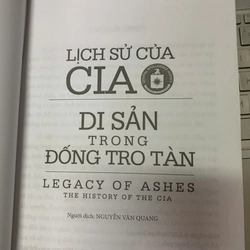 LỊCH SỬ CỦA
CIA
DI SẢN
TRONG
ĐỐNG TRO TÀN
LEGACY OF ASHES
THE HISTORY OF THE CIA
Người dịch: NGUYỄN VĂN QUANG